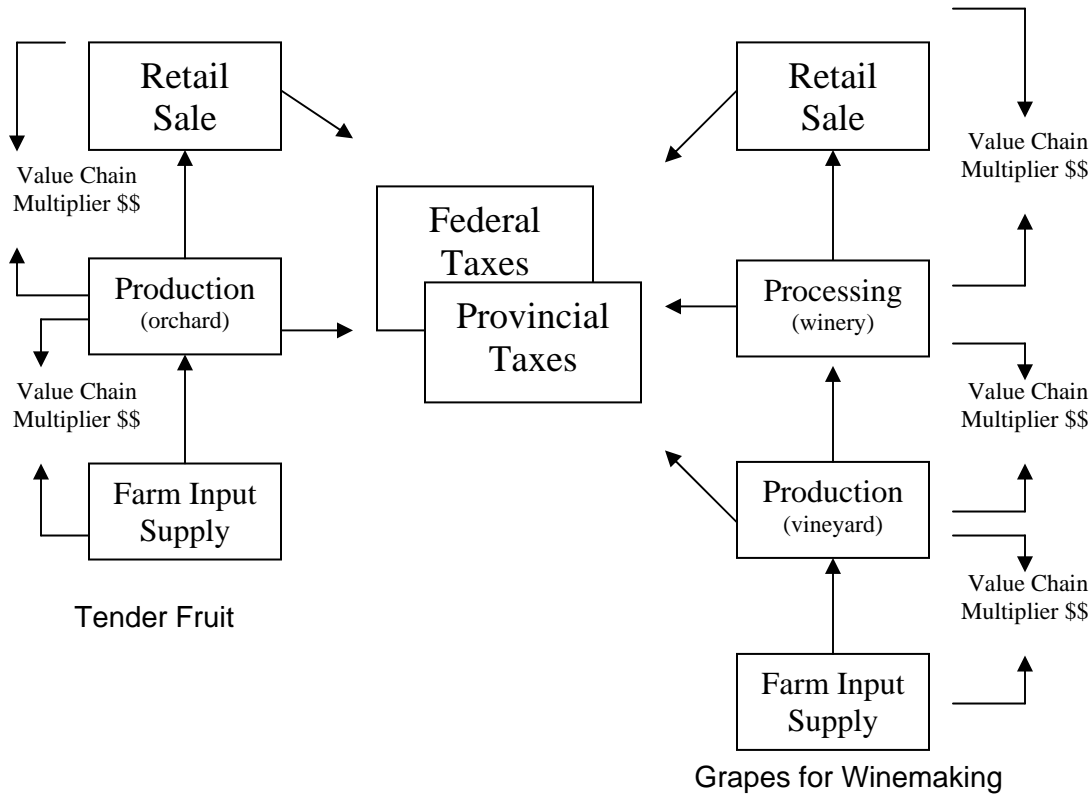 Retail
Sale
Value Chain
Multiplier $$
Production
(orchard)
Value Chain
Multiplier $$
Farm Input
Supply
Tender Fruit
Federal
Taxes
Provincial
Taxes
Retail
Sale
Value Chain
Multiplier $$
Processing
(winery)
Value Chain
Multiplier $$
Production
(vineyard)
Value Chain
Multiplier $$
Farm Input
Supply
Grapes for Winemaking